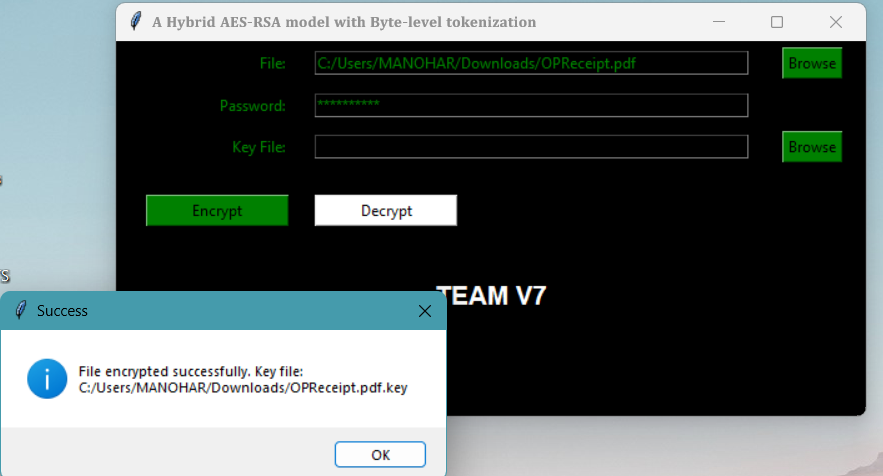 A Hybrid AES-RSA model with Byte-level tokenization
File: C:/Users/MANOHAR/Downloads/OPReceipt.pdf Browse
Password: **********
Key File: Browse
Encrypt Decrypt
TEAM V7
S
Success
File encrypted successfully. Key file:
C:/Users/MANOHAR/Downloads/OPReceipt.pdf.key
OK